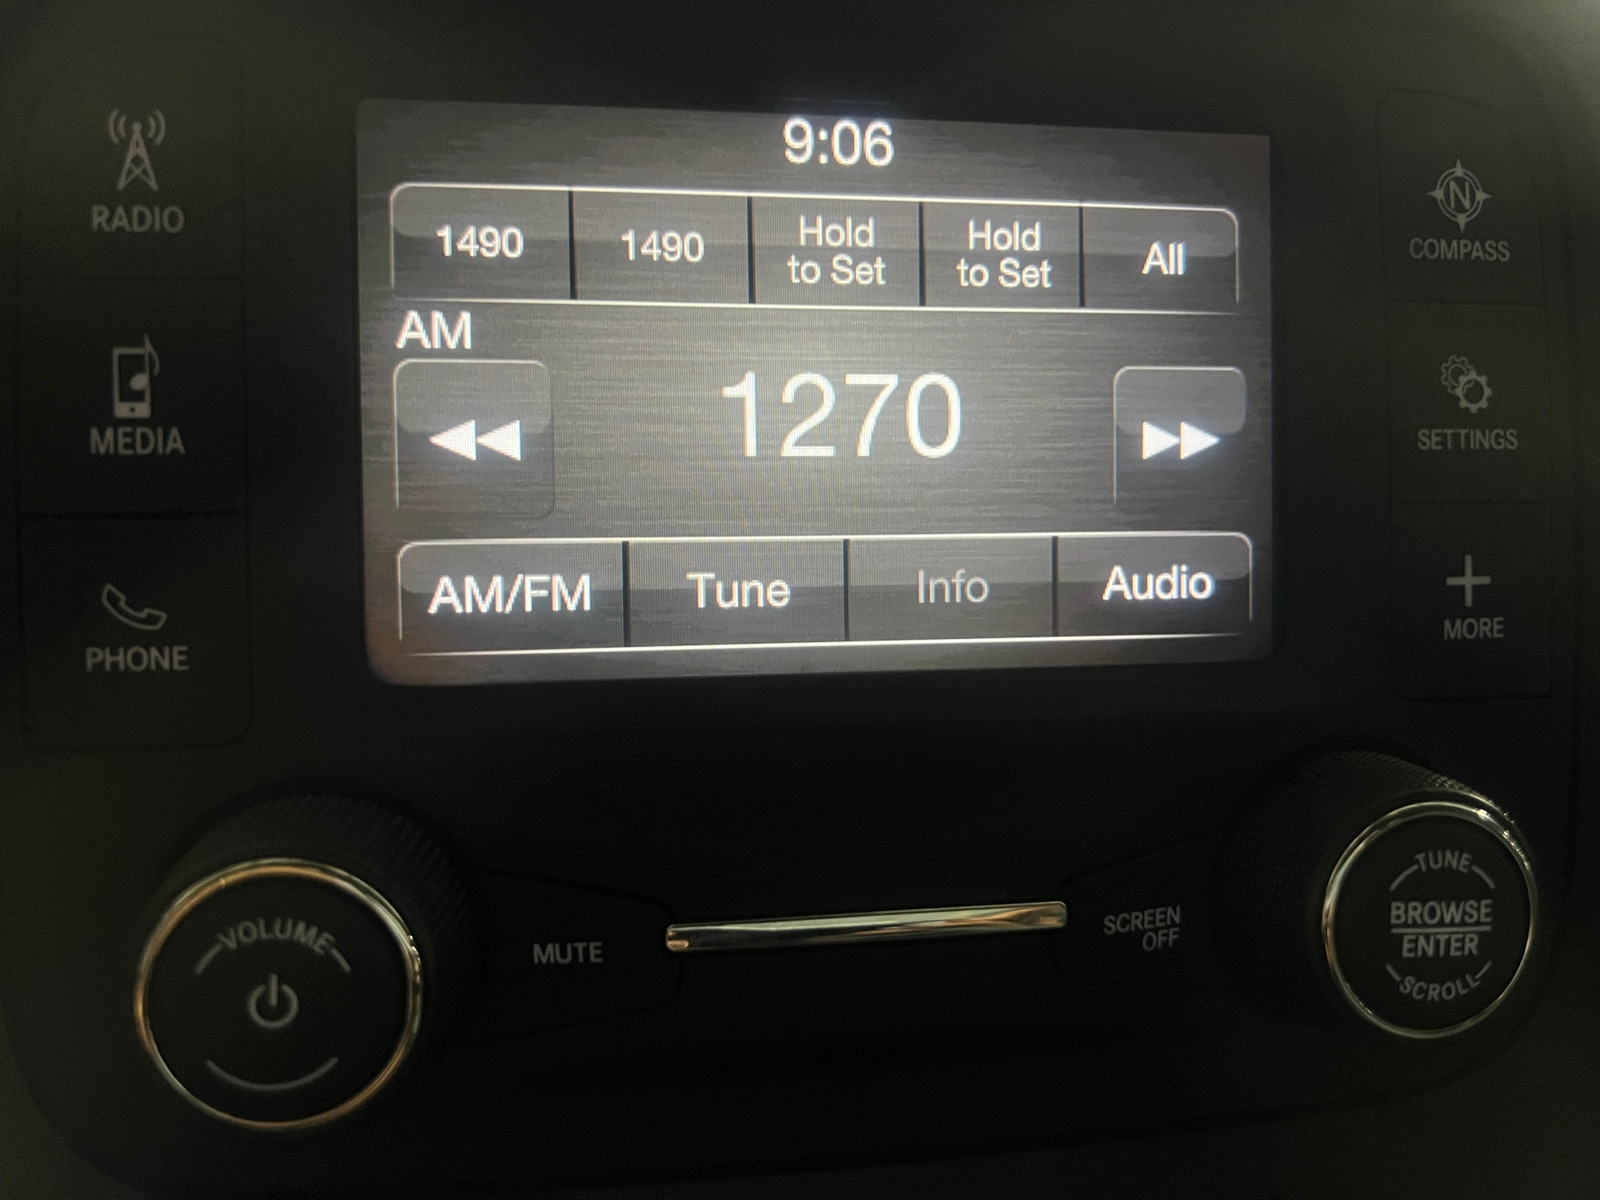 9:06
RADIO
1490
1490
Hold
to Set
Hold
to Set
All
N
COMPASS
AM
1270
MEDIA
SETTINGS
AM/FM
Tune
Info
Audio
PHONE
MORE
VOLUME
MUTE
SCREEN
OFF
TUNE
BROWSE
ENTER
SCROLL